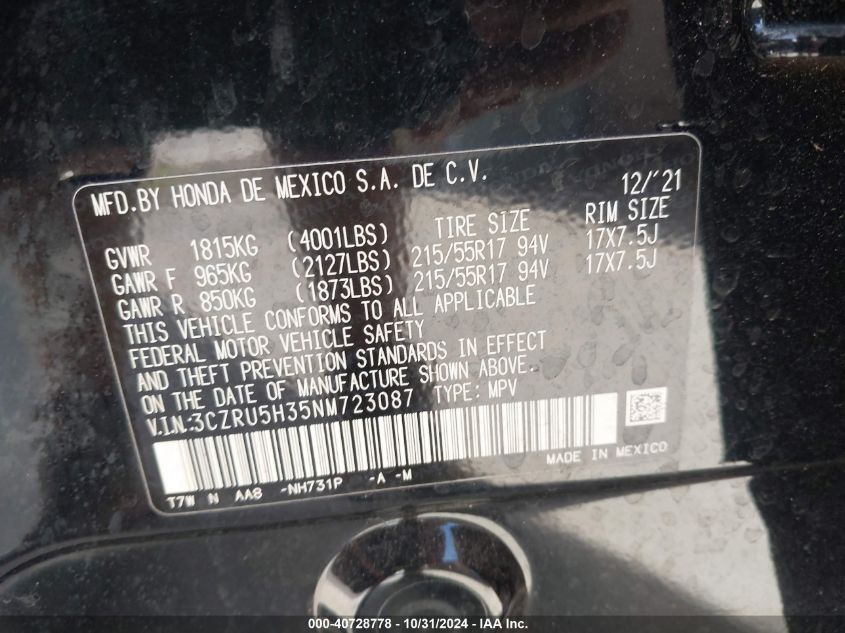 MFD.BY HONDA DE MEXICO S.A. DE C.V. 12/'21
TIRE SIZE RIM SIZE
GVWR 1815KG (4001LBS)
GAWR F 965KG (2127LBS) 215/55R17 94V 17X7.5J
GAWR R 850KG (1873LBS) 215/55R17 94V 17X7.5J
THIS VEHICLE CONFORMS TO ALL APPLICABLE
FEDERAL MOTOR VEHICLE SAFETY
AND THEFT PREVENTION STANDARDS IN EFFECT
ON THE DATE OF MANUFACTURE SHOWN ABOVE.
V.I.N.:3CZRU5H35NM723087 TYPE: MPV
MADE IN MEXICO
T7W N AA8 -NH731P -A -M
000-40728778 - 10/31/2024 - IAA Inc.